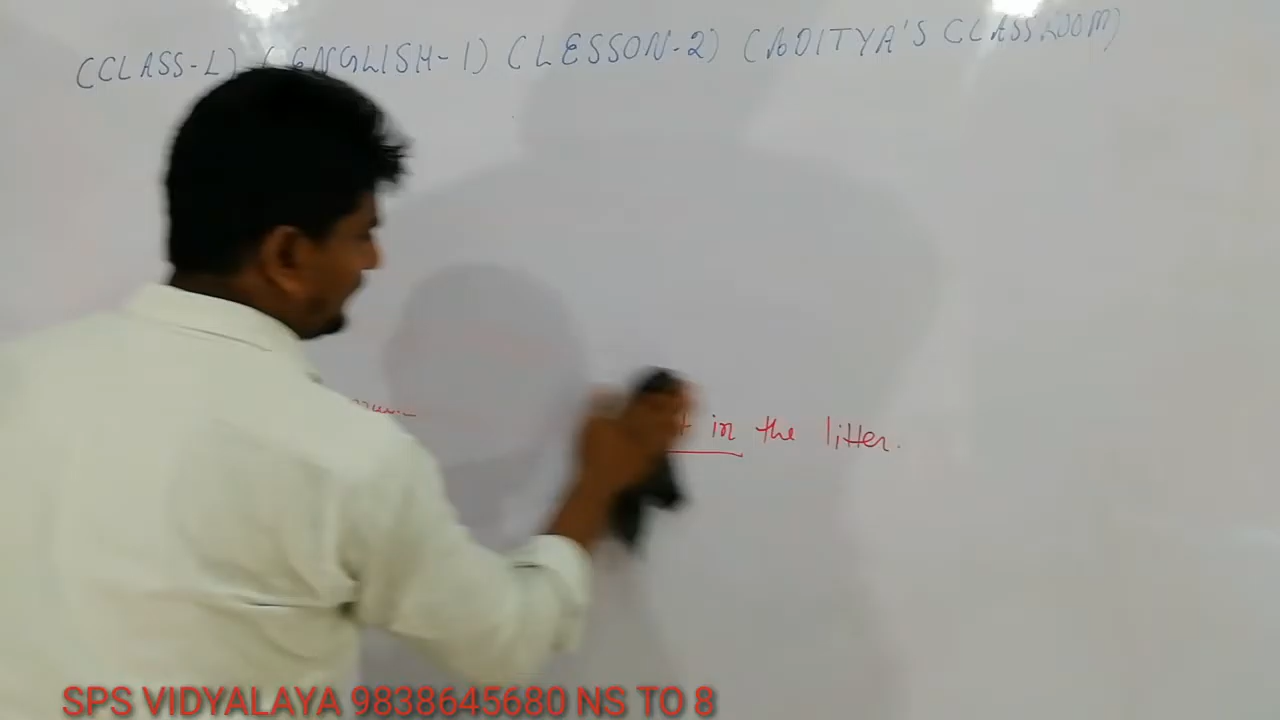 (CLASS-L) (ENGLISH-1) (LESSON-2) (ADITYA'S CLASSROOM)
in the litter.
SPS VIDYALAYA 9838645680 NS TO 8